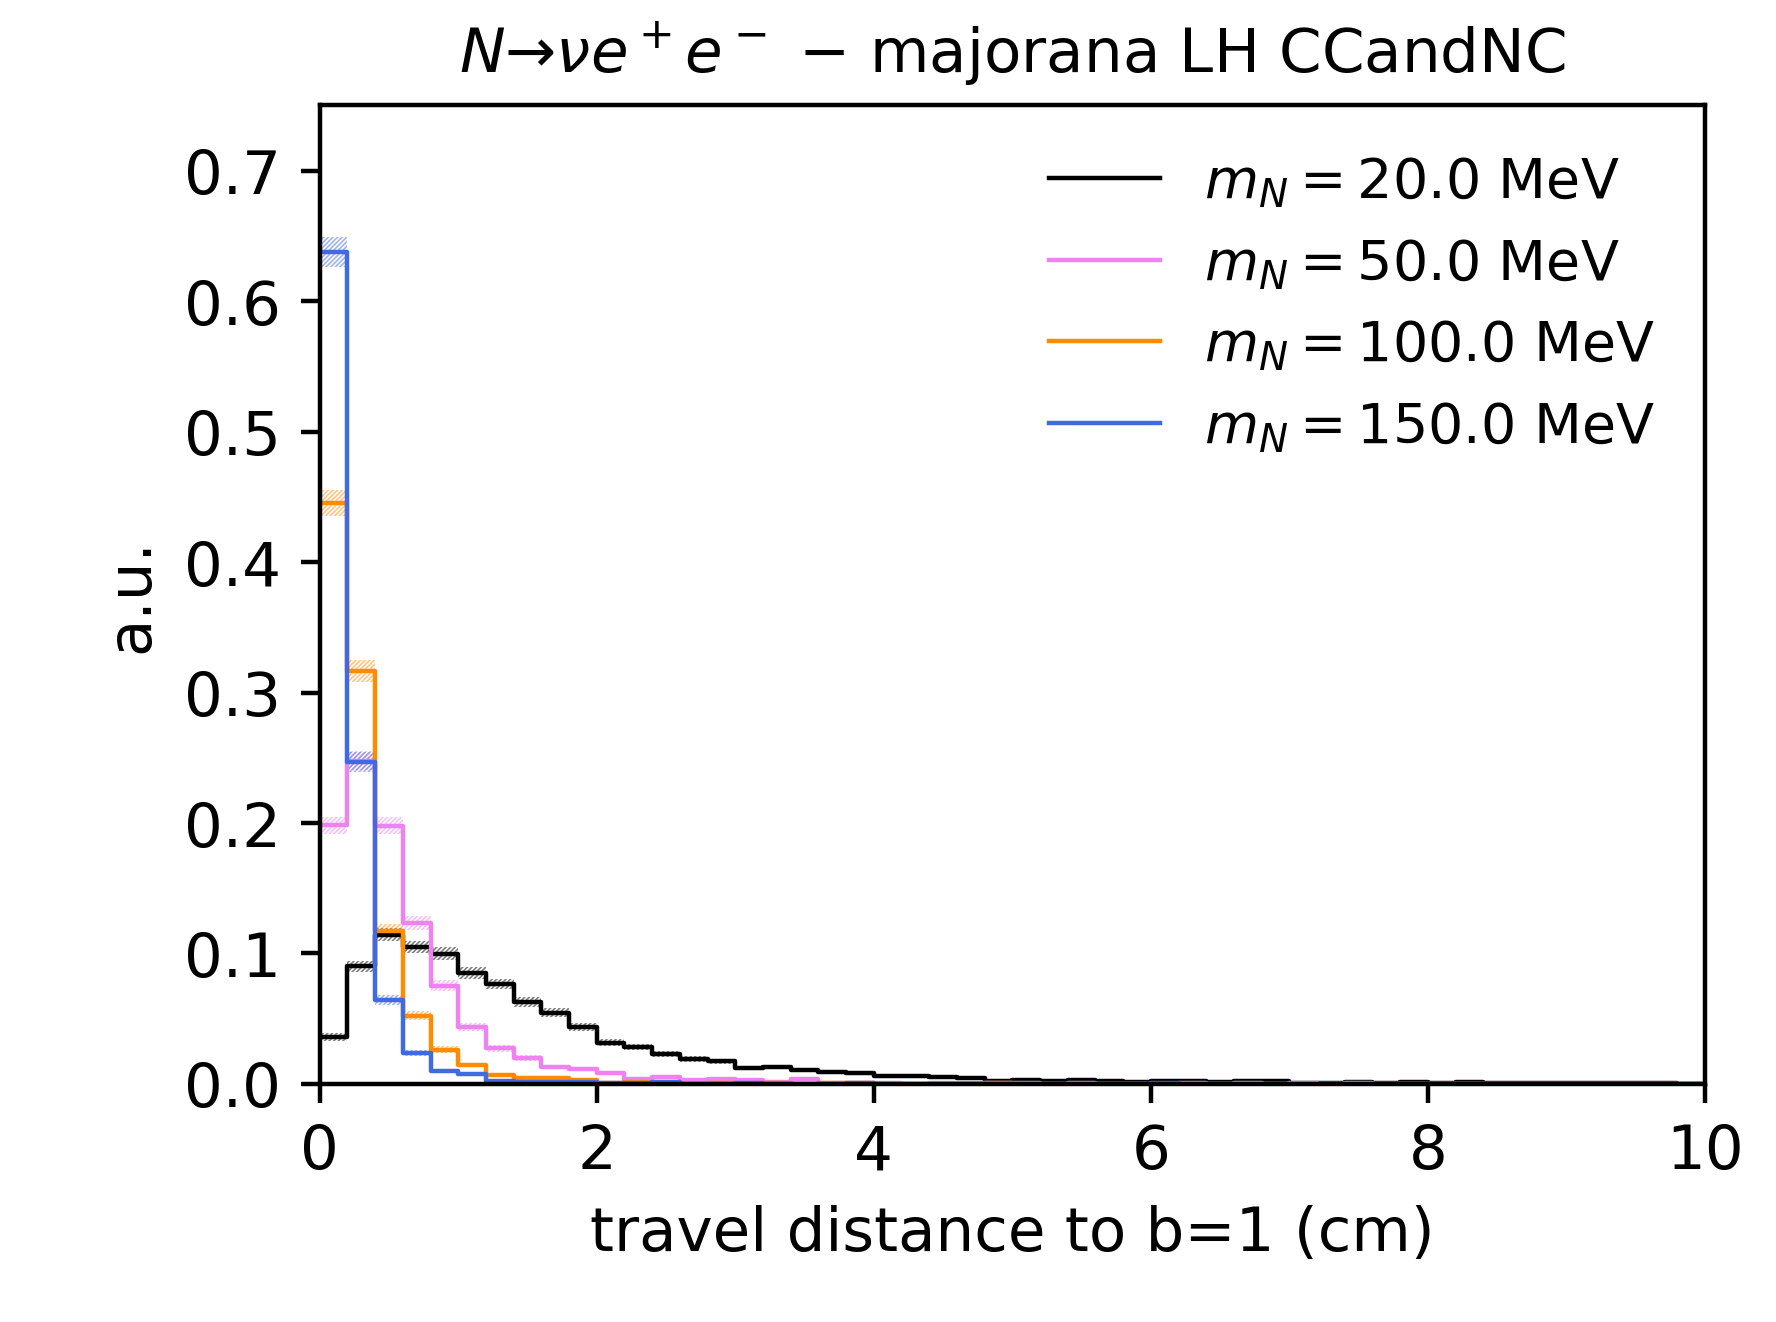 N→νe⁺e⁻ − majorana LH CCandNC
m_N = 20.0 MeV
m_N = 50.0 MeV
m_N = 100.0 MeV
m_N = 150.0 MeV
a.u.
0.7
0.6
0.5
0.4
0.3
0.2
0.1
0.0
0 2 4 6 8 10
travel distance to b=1 (cm)